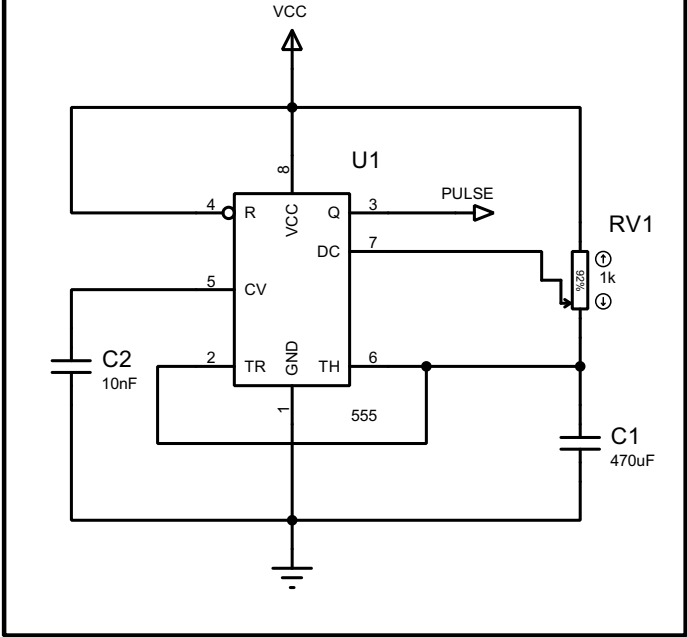 VCC
U1
8
4
R
VCC
Q
3
PULSE
DC
7
RV1
92%
1k
5
CV
C2
10nF
2
TR
GND
TH
6
1
555
C1
470uF